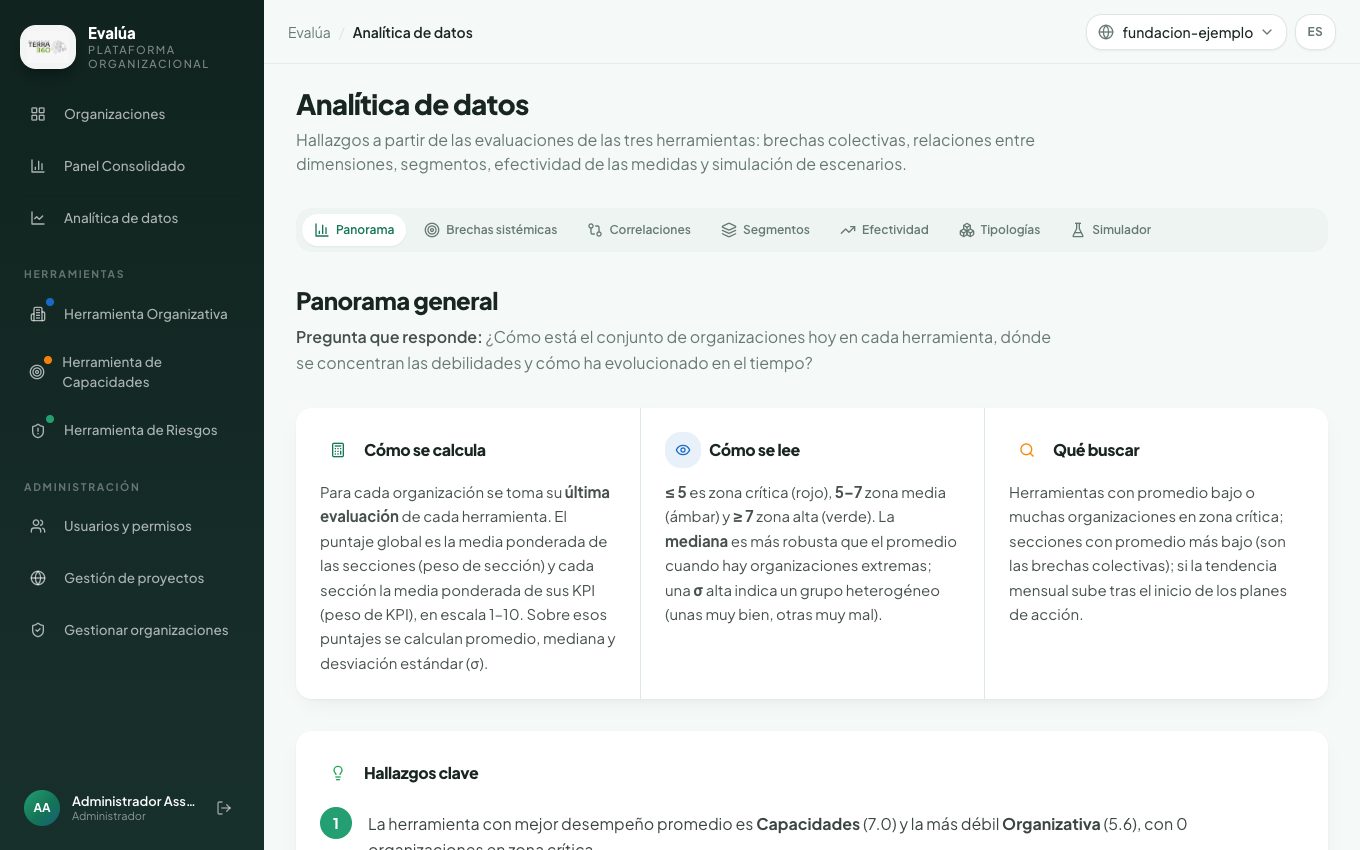 TERRA
360
Evalúa
PLATAFORMA
ORGANIZACIONAL
Organizaciones
Panel Consolidado
Analítica de datos
HERRAMIENTAS
Herramienta Organizativa
Herramienta de
Capacidades
Herramienta de Riesgos
ADMINISTRACIÓN
Usuarios y permisos
Gestión de proyectos
Gestionar organizaciones
AA
Administrador Ass...
Administrador
Evalúa / Analítica de datos
fundacion-ejemplo
ES
Analítica de datos
Hallazgos a partir de las evaluaciones de las tres herramientas: brechas colectivas, relaciones entre
dimensiones, segmentos, efectividad de las medidas y simulación de escenarios.
Panorama
Brechas sistémicas
Correlaciones
Segmentos
Efectividad
Tipologías
Simulador
Panorama general
Pregunta que responde: ¿Cómo está el conjunto de organizaciones hoy en cada herramienta, dónde
se concentran las debilidades y cómo ha evolucionado en el tiempo?
Cómo se calcula
Para cada organización se toma su última
evaluación de cada herramienta. El
puntaje global es la media ponderada de
las secciones (peso de sección) y cada
sección la media ponderada de sus KPI
(peso de KPI), en escala 1–10. Sobre esos
puntajes se calculan promedio, mediana y
desviación estándar (σ).
Cómo se lee
≤ 5 es zona crítica (rojo), 5–7 zona media
(ámbar) y ≥ 7 zona alta (verde). La
mediana es más robusta que el promedio
cuando hay organizaciones extremas;
una σ alta indica un grupo heterogéneo
(unas muy bien, otras muy mal).
Qué buscar
Herramientas con promedio bajo o
muchas organizaciones en zona crítica;
secciones con promedio más bajo (son
las brechas colectivas); si la tendencia
mensual sube tras el inicio de los planes
de acción.
Hallazgos clave
1
La herramienta con mejor desempeño promedio es Capacidades (7.0) y la más débil Organizativa (5.6), con 0
organizaciones en zona crítica.